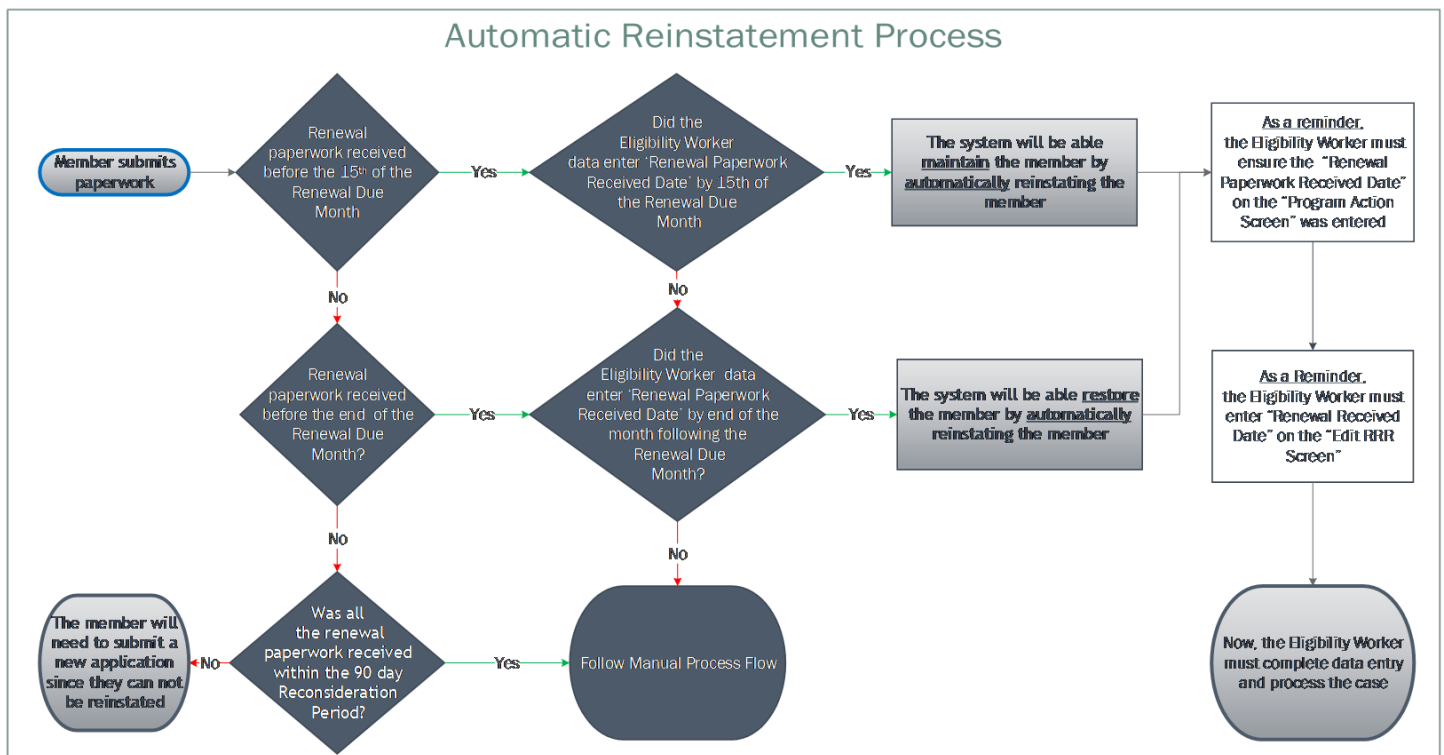 Automatic Reinstatement Process
Member submits
paperwork
Renewal
paperwork received
before the 15th of the
Renewal Due
Month
Yes
Did the
Eligibility Worker
data enter ‘Renewal Paperwork
Received Date’ by 15th of
the Renewal Due
Month
Yes
The system will be able
maintain the member by
automatically reinstating the
member
As a reminder,
the Eligibility Worker must
ensure the “Renewal
Paperwork Received Date”
on the “Program Action
Screen” was entered
No
No
Renewal
paperwork received
before the end of the
Renewal Due
Month?
Yes
Did the
Eligibility Worker data
enter ‘Renewal Paperwork
Received Date’ by end of the
month following the
Renewal Due
Month?
Yes
The system will be able restore
the member by automatically
reinstating the member
As a Reminder,
the Eligibility Worker must
enter “Renewal Received
Date” on the “Edit RRR
Screen”
No
No
The member will
need to submit a
new application
since they can not
be reinstated
No
Was all
the renewal
paperwork received
within the 90 day
Reconsideration
Period?
Yes
Follow Manual Process Flow
Now, the Eligibility Worker
must complete data entry
and process the case